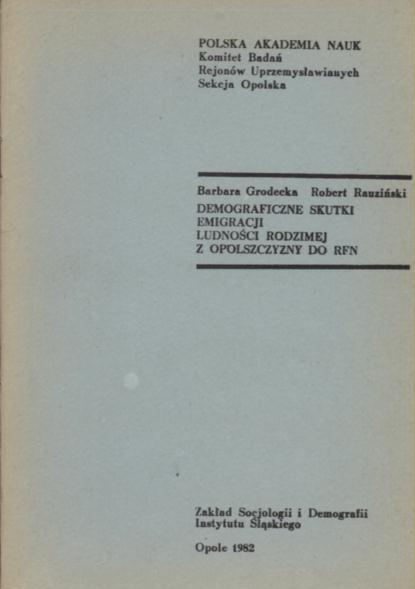 POLSKA AKADEMIA NAUK
Komitet Badań
Rejonów Uprzemysławianych
Sekcja Opolska
Barbara Grodecka Robert Rauziński
DEMOGRAFICZNE SKUTKI
EMIGRACJI
LUDNOŚCI RODZIMEJ
Z OPOLSZCZYZNY DO RFN
Zakład Socjologii i Demografii
Instytutu Śląskiego
Opole 1982